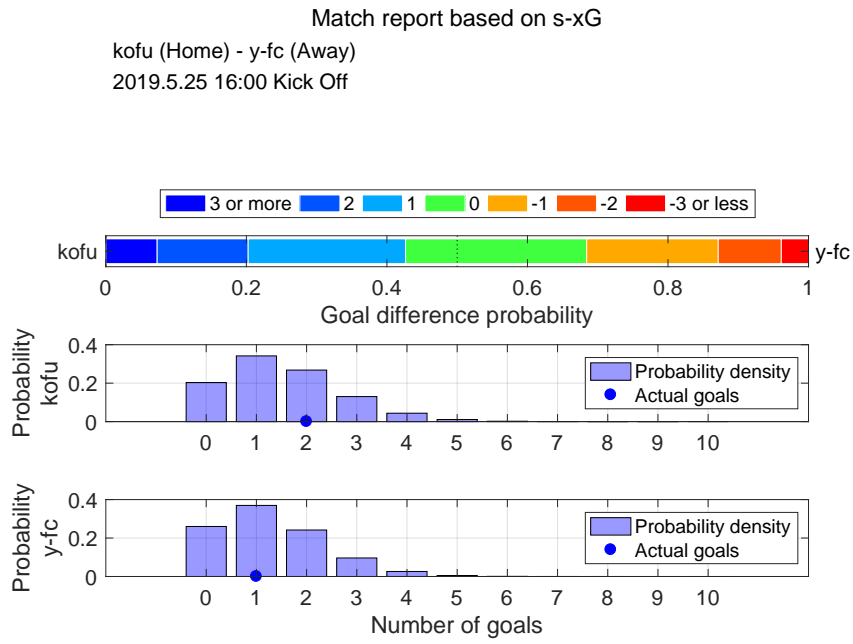 Match report based on s-xG
kofu (Home) - y-fc (Away)
2019.5.25 16:00 Kick Off
3 or more 2 1 0 -1 -2 -3 or less
kofu y-fc
0 0.2 0.4 0.6 0.8 1
Goal difference probability
Probability
kofu
0.4
0.2
0
Probability density
Actual goals
0 1 2 3 4 5 6 7 8 9 10
Probability
y-fc
0.4
0.2
0
Probability density
Actual goals
0 1 2 3 4 5 6 7 8 9 10
Number of goals